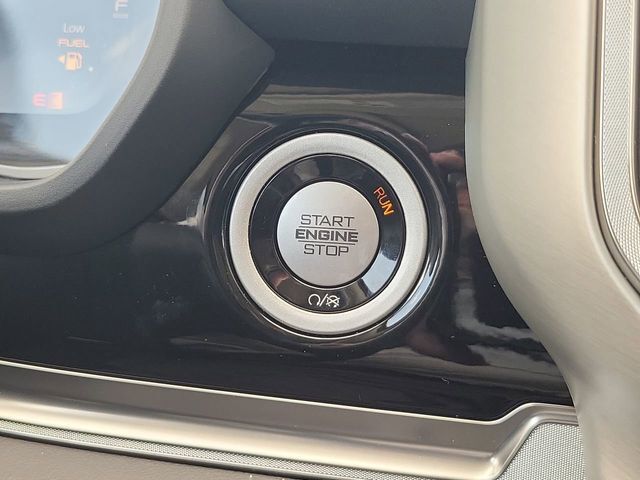 F
Low
FUEL
E
RUN
START
ENGINE
STOP